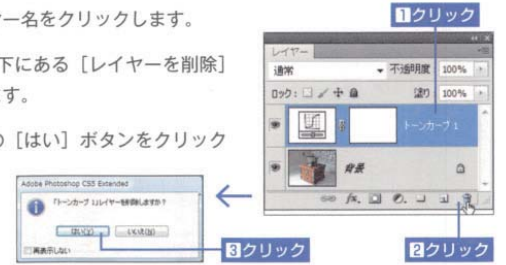 ヤー名をクリックします。
1クリック
下にある［レイヤーを削除］
す。
の［はい］ボタンをクリック
レイヤー
通常
不透明度 100%
ロック:
塗り 100%
トーンカーブ 1
背景
fx.
Adobe Photoshop CS5 Extended
「トーンカーブ 1」レイヤーを削除しますか?
はい(Y)
いいえ(N)
再表示しない
3クリック
2クリック